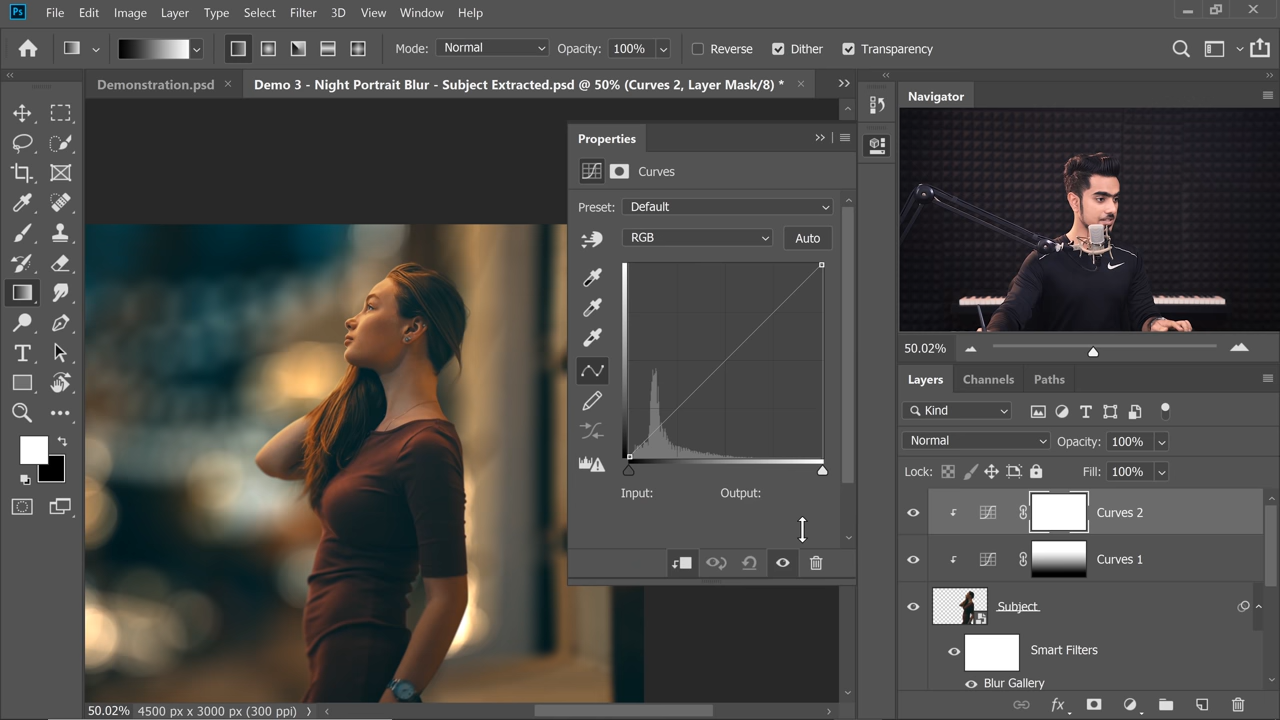 Ps File Edit Image Layer Type Select Filter 3D View Window Help
Mode: Normal Opacity: 100% Reverse Dither Transparency
Demonstration.psd × Demo 3 - Night Portrait Blur - Subject Extracted.psd @ 50% (Curves 2, Layer Mask/8) * ×
Properties
Curves
Preset: Default
RGB Auto
Input: Output:
Navigator
50.02%
Layers Channels Paths
Kind
Normal Opacity: 100%
Lock: Fill: 100%
Curves 2
Curves 1
Subject
Smart Filters
Blur Gallery
fx
50.02% 4500 px x 3000 px (300 ppi)